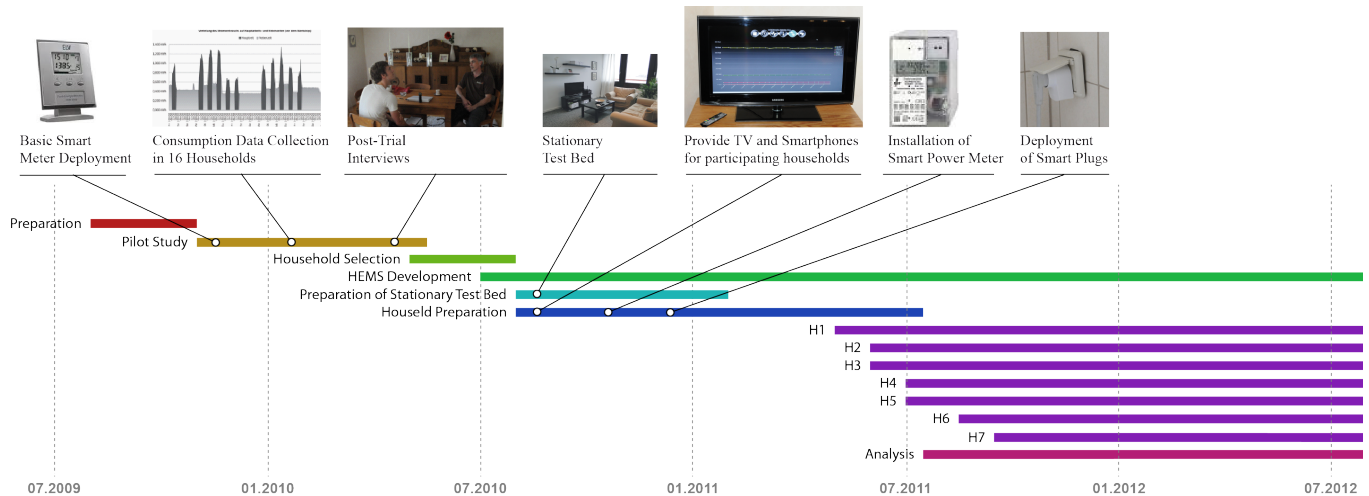 Basic Smart
Meter Deployment
Consumption Data Collection
in 16 Households
Post-Trial
Interviews
Stationary
Test Bed
Provide TV and Smartphones
for participating households
Installation of
Smart Power Meter
Deployment
of Smart Plugs
Preparation
Pilot Study
Household Selection
HEMS Development
Preparation of Stationary Test Bed
Houseld Preparation
H1
H2
H3
H4
H5
H6
H7
Analysis
07.2009
01.2010
07.2010
01.2011
07.2011
01.2012
07.2012